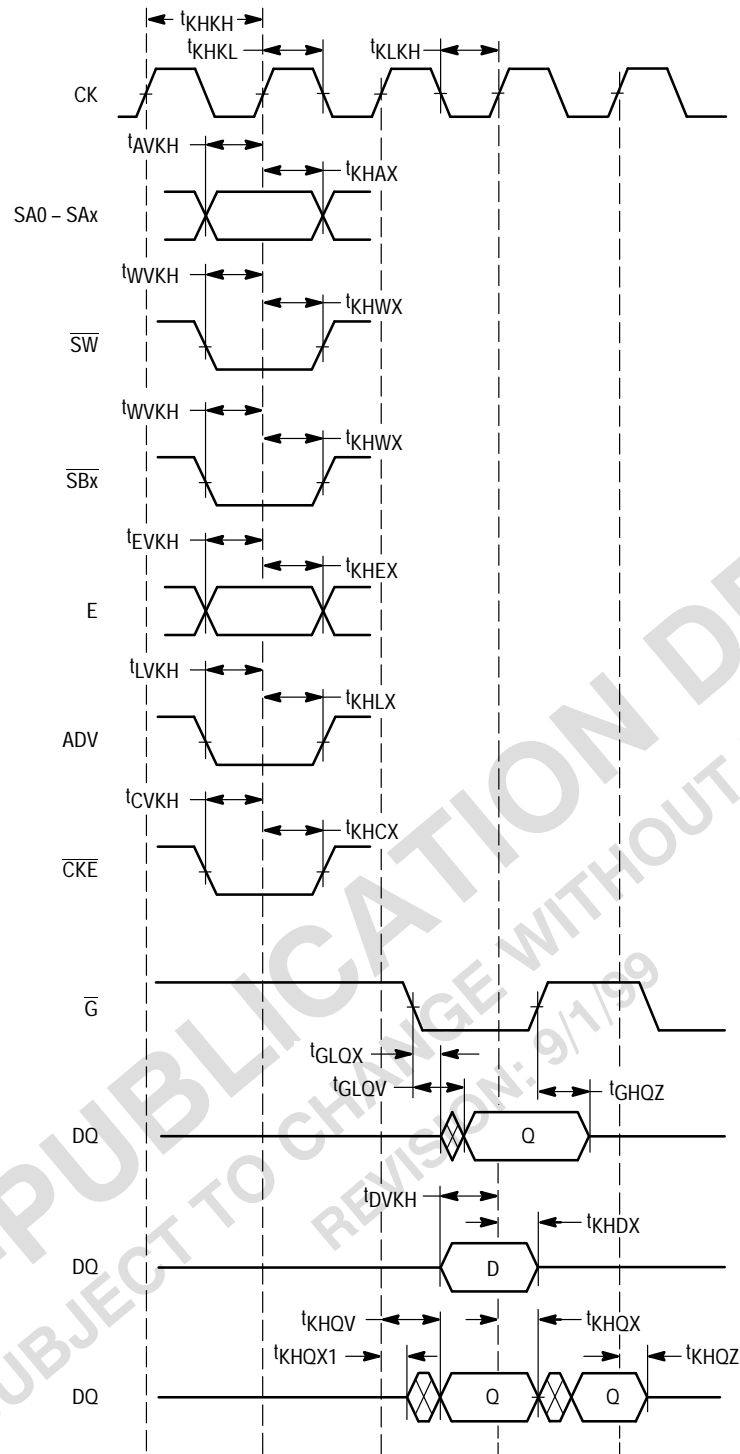 tKHKH
tKHKL
tKLKH
CK
tAVKH
tKHAX
SA0 – SAx
tWVKH
tKHWX
SW
tWVKH
tKHWX
SBx
tEVKH
tKHEX
E
tLVKH
tKHLX
ADV
tCVKH
tKHCX
CKE
G
tGLQX
tGLQV
tGHQZ
DQ
Q
tDVKH
tKHDX
DQ
D
tKHQV
tKHQX
tKHQX1
tKHQZ
DQ
Q
Q
PUBLICATION
SUBJECT TO CHANGE WITHOUT
REVISION: 9/1/99